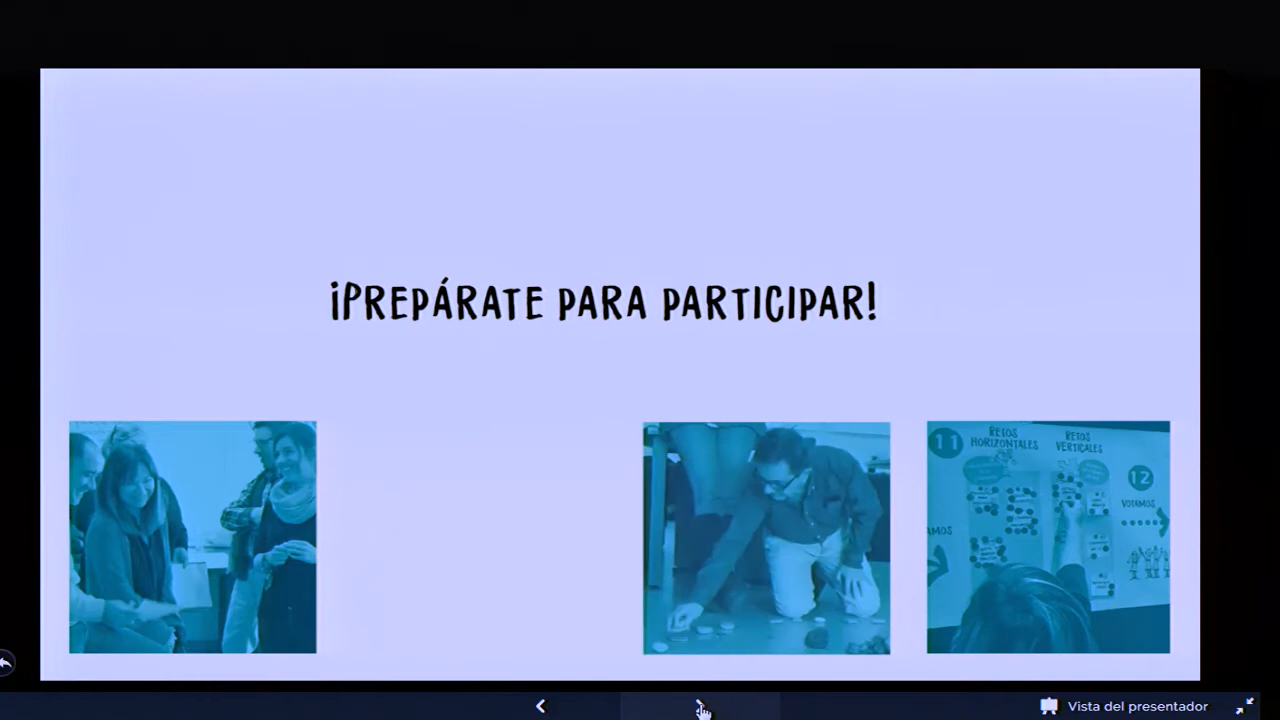 ¡PREPÁRATE PARA PARTICIPAR!
11
RETOS
HORIZONTALES
RETOS
VERTICALES
12
VOTAMOS
AMOS
Vista del presentador